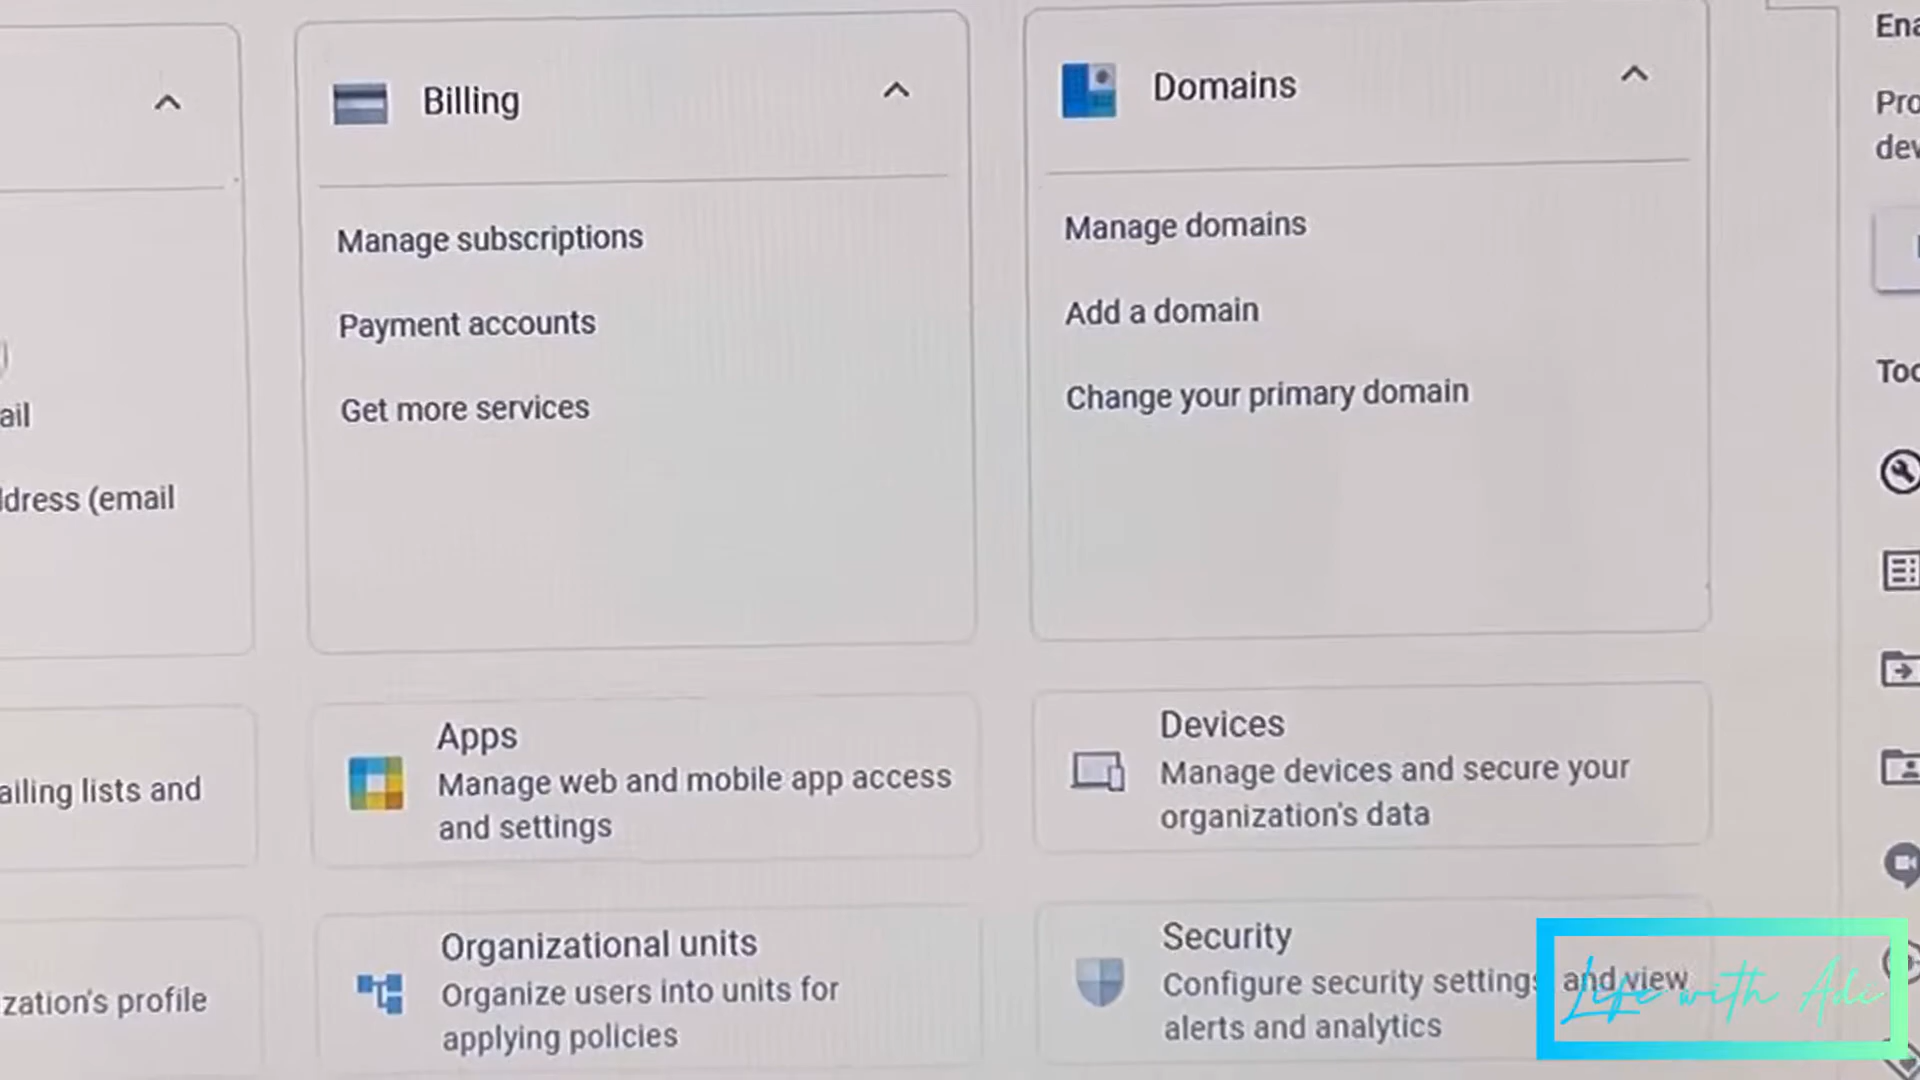 Billing
Manage subscriptions
Payment accounts
Get more services
Domains
Manage domains
Add a domain
Change your primary domain
ail
ddress (email
ailing lists and
zation's profile
Apps
Manage web and mobile app access
and settings
Devices
Manage devices and secure your
organization's data
Organizational units
Organize users into units for
applying policies
Security
Configure security settings and view
alerts and analytics
Ena
Pro
dev
Too
Life with Adi